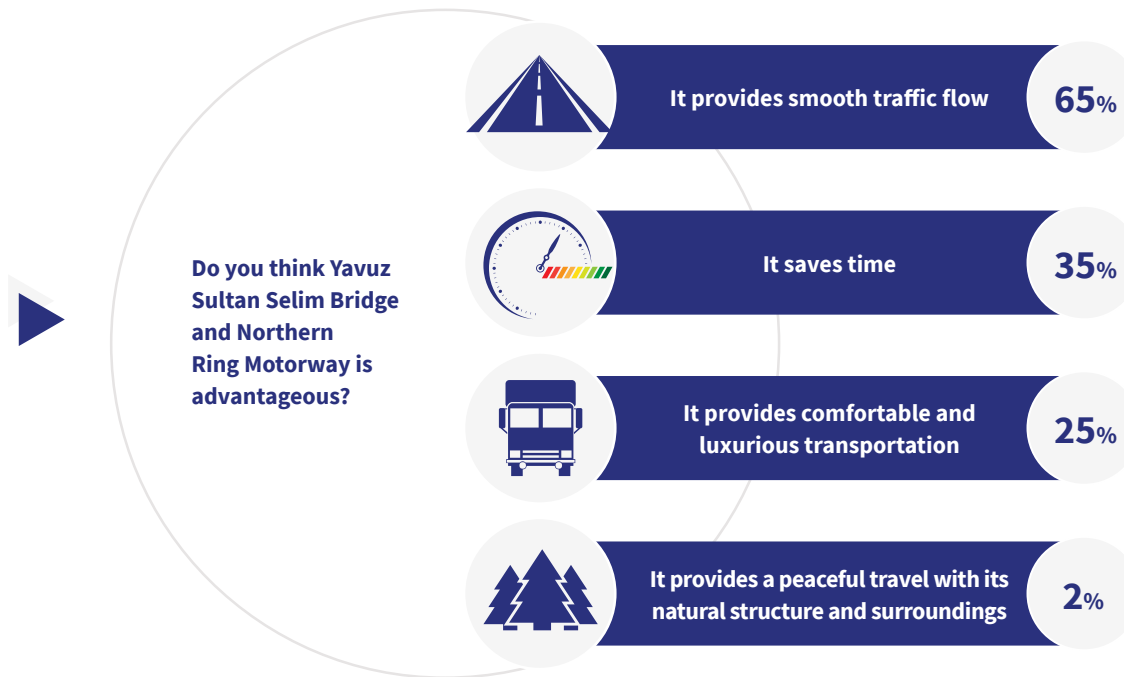 Do you think Yavuz
Sultan Selim Bridge
and Northern
Ring Motorway is
advantageous?
It provides smooth traffic flow
65%
It saves time
35%
It provides comfortable and
luxurious transportation
25%
It provides a peaceful travel with its
natural structure and surroundings
2%